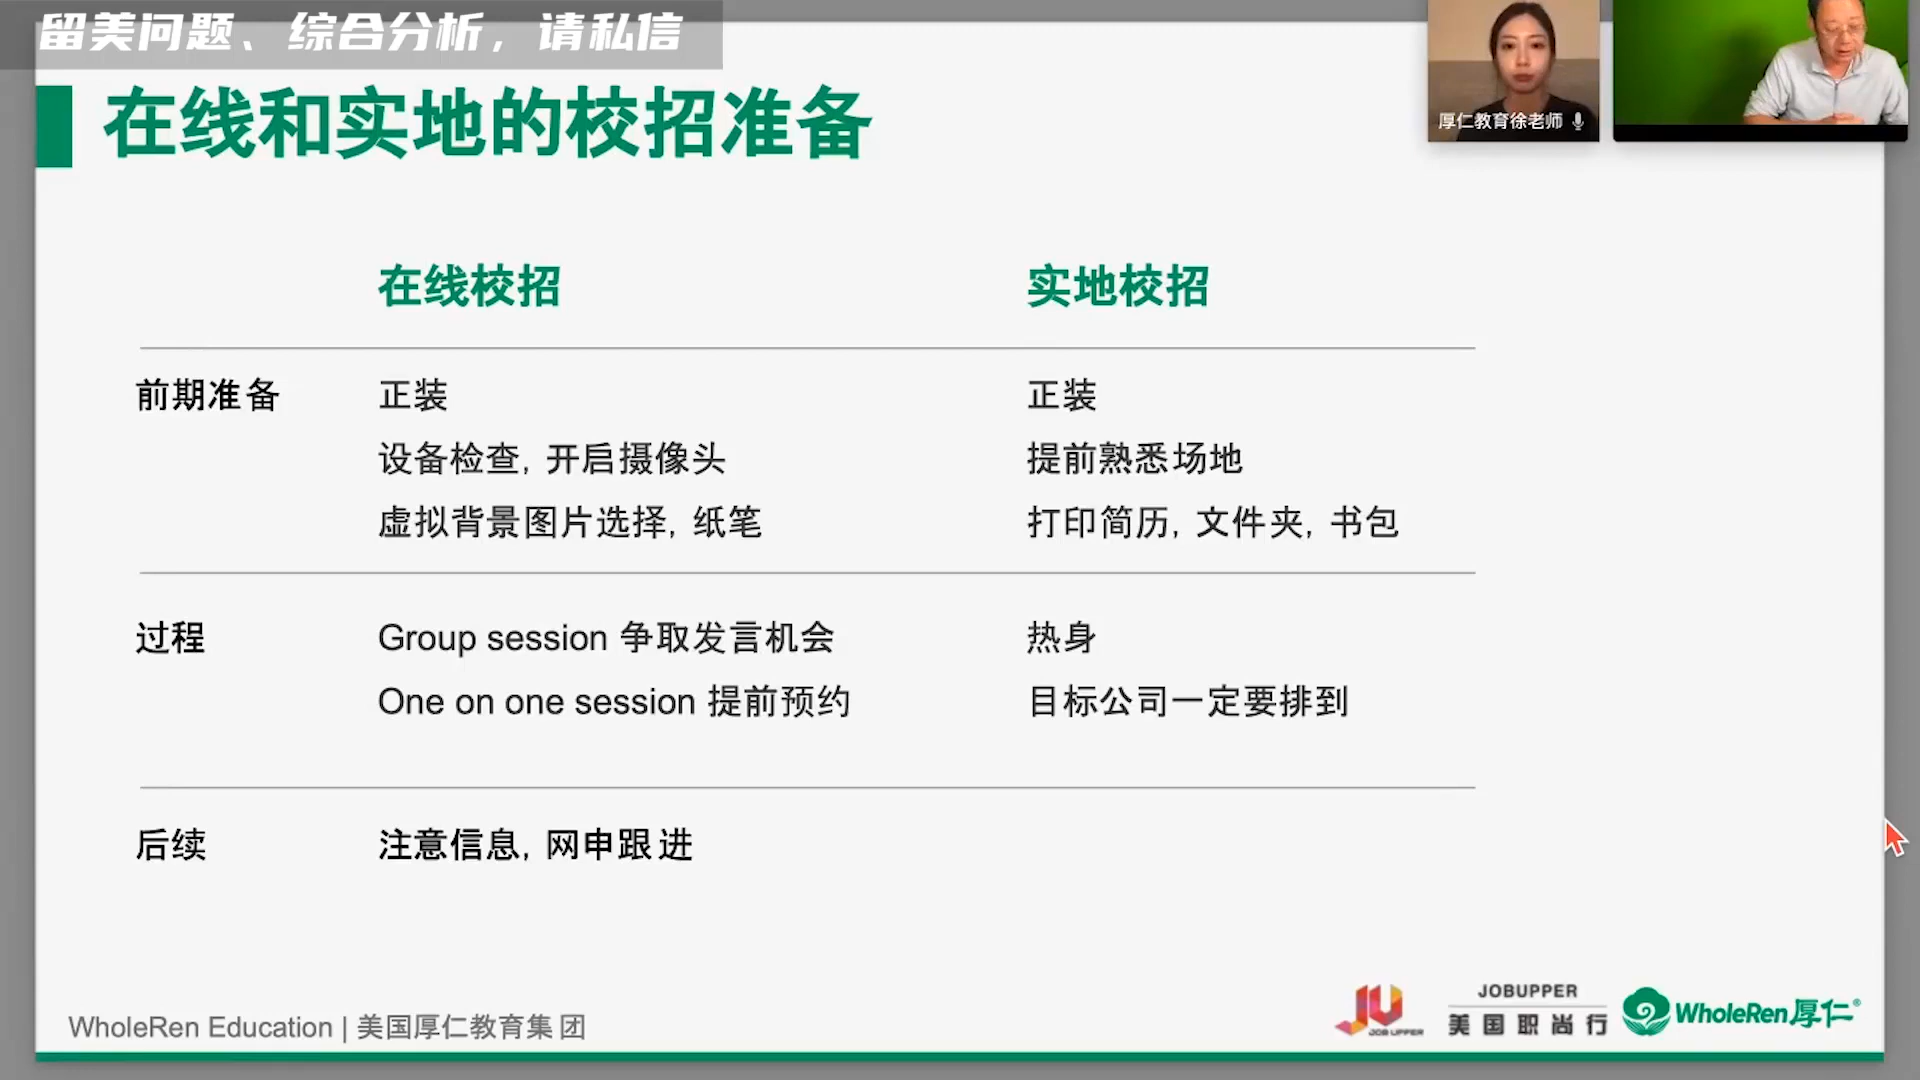 留美问题、综合分析，请私信
厚仁教育徐老师
在线和实地的校招准备
在线校招
实地校招
前期准备
正装
正装
设备检查, 开启摄像头
提前熟悉场地
虚拟背景图片选择, 纸笔
打印简历, 文件夹, 书包
过程
Group session 争取发言机会
热身
One on one session 提前预约
目标公司一定要排到
后续
注意信息, 网申跟进
WholeRen Education | 美国厚仁教育集团
JU
JOB UPPER
JOBUPPER
美国职尚行
WholeRen厚仁®